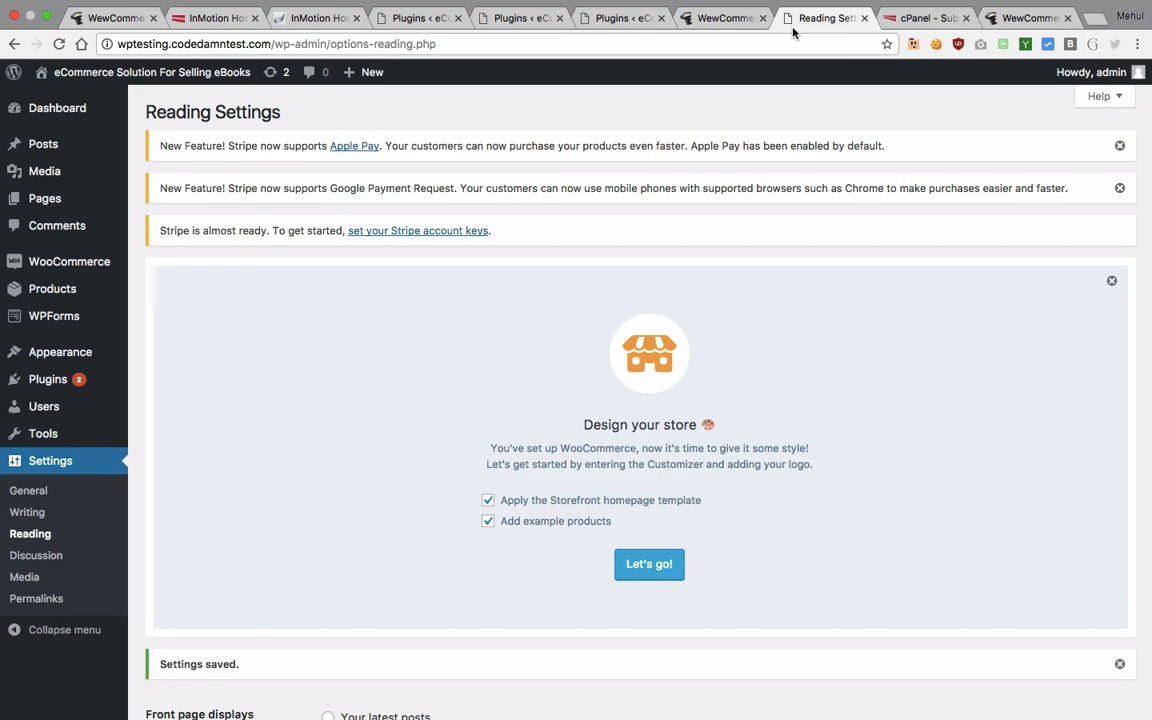 WewComme
InMotion Hos
InMotion Hos
Plugins ‹ eCo
Plugins ‹ eCo
Plugins ‹ eCo
WewComme
Reading Sett
cPanel - Sub
WewComme
Mehul
wptesting.codedamntest.com/wp-admin/options-reading.php
eCommerce Solution For Selling eBooks
2
0
New
Howdy, admin
Help
Dashboard
Posts
Media
Pages
Comments
WooCommerce
Products
WPForms
Appearance
Plugins 2
Users
Tools
Settings
General
Writing
Reading
Discussion
Media
Permalinks
Collapse menu
Reading Settings
New Feature! Stripe now supports Apple Pay. Your customers can now purchase your products even faster. Apple Pay has been enabled by default.
New Feature! Stripe now supports Google Payment Request. Your customers can now use mobile phones with supported browsers such as Chrome to make purchases easier and faster.
Stripe is almost ready. To get started, set your Stripe account keys.
Design your store
You've set up WooCommerce, now it's time to give it some style!
Let's get started by entering the Customizer and adding your logo.
Apply the Storefront homepage template
Add example products
Let's go!
Settings saved.
Front page displays
Your latest posts